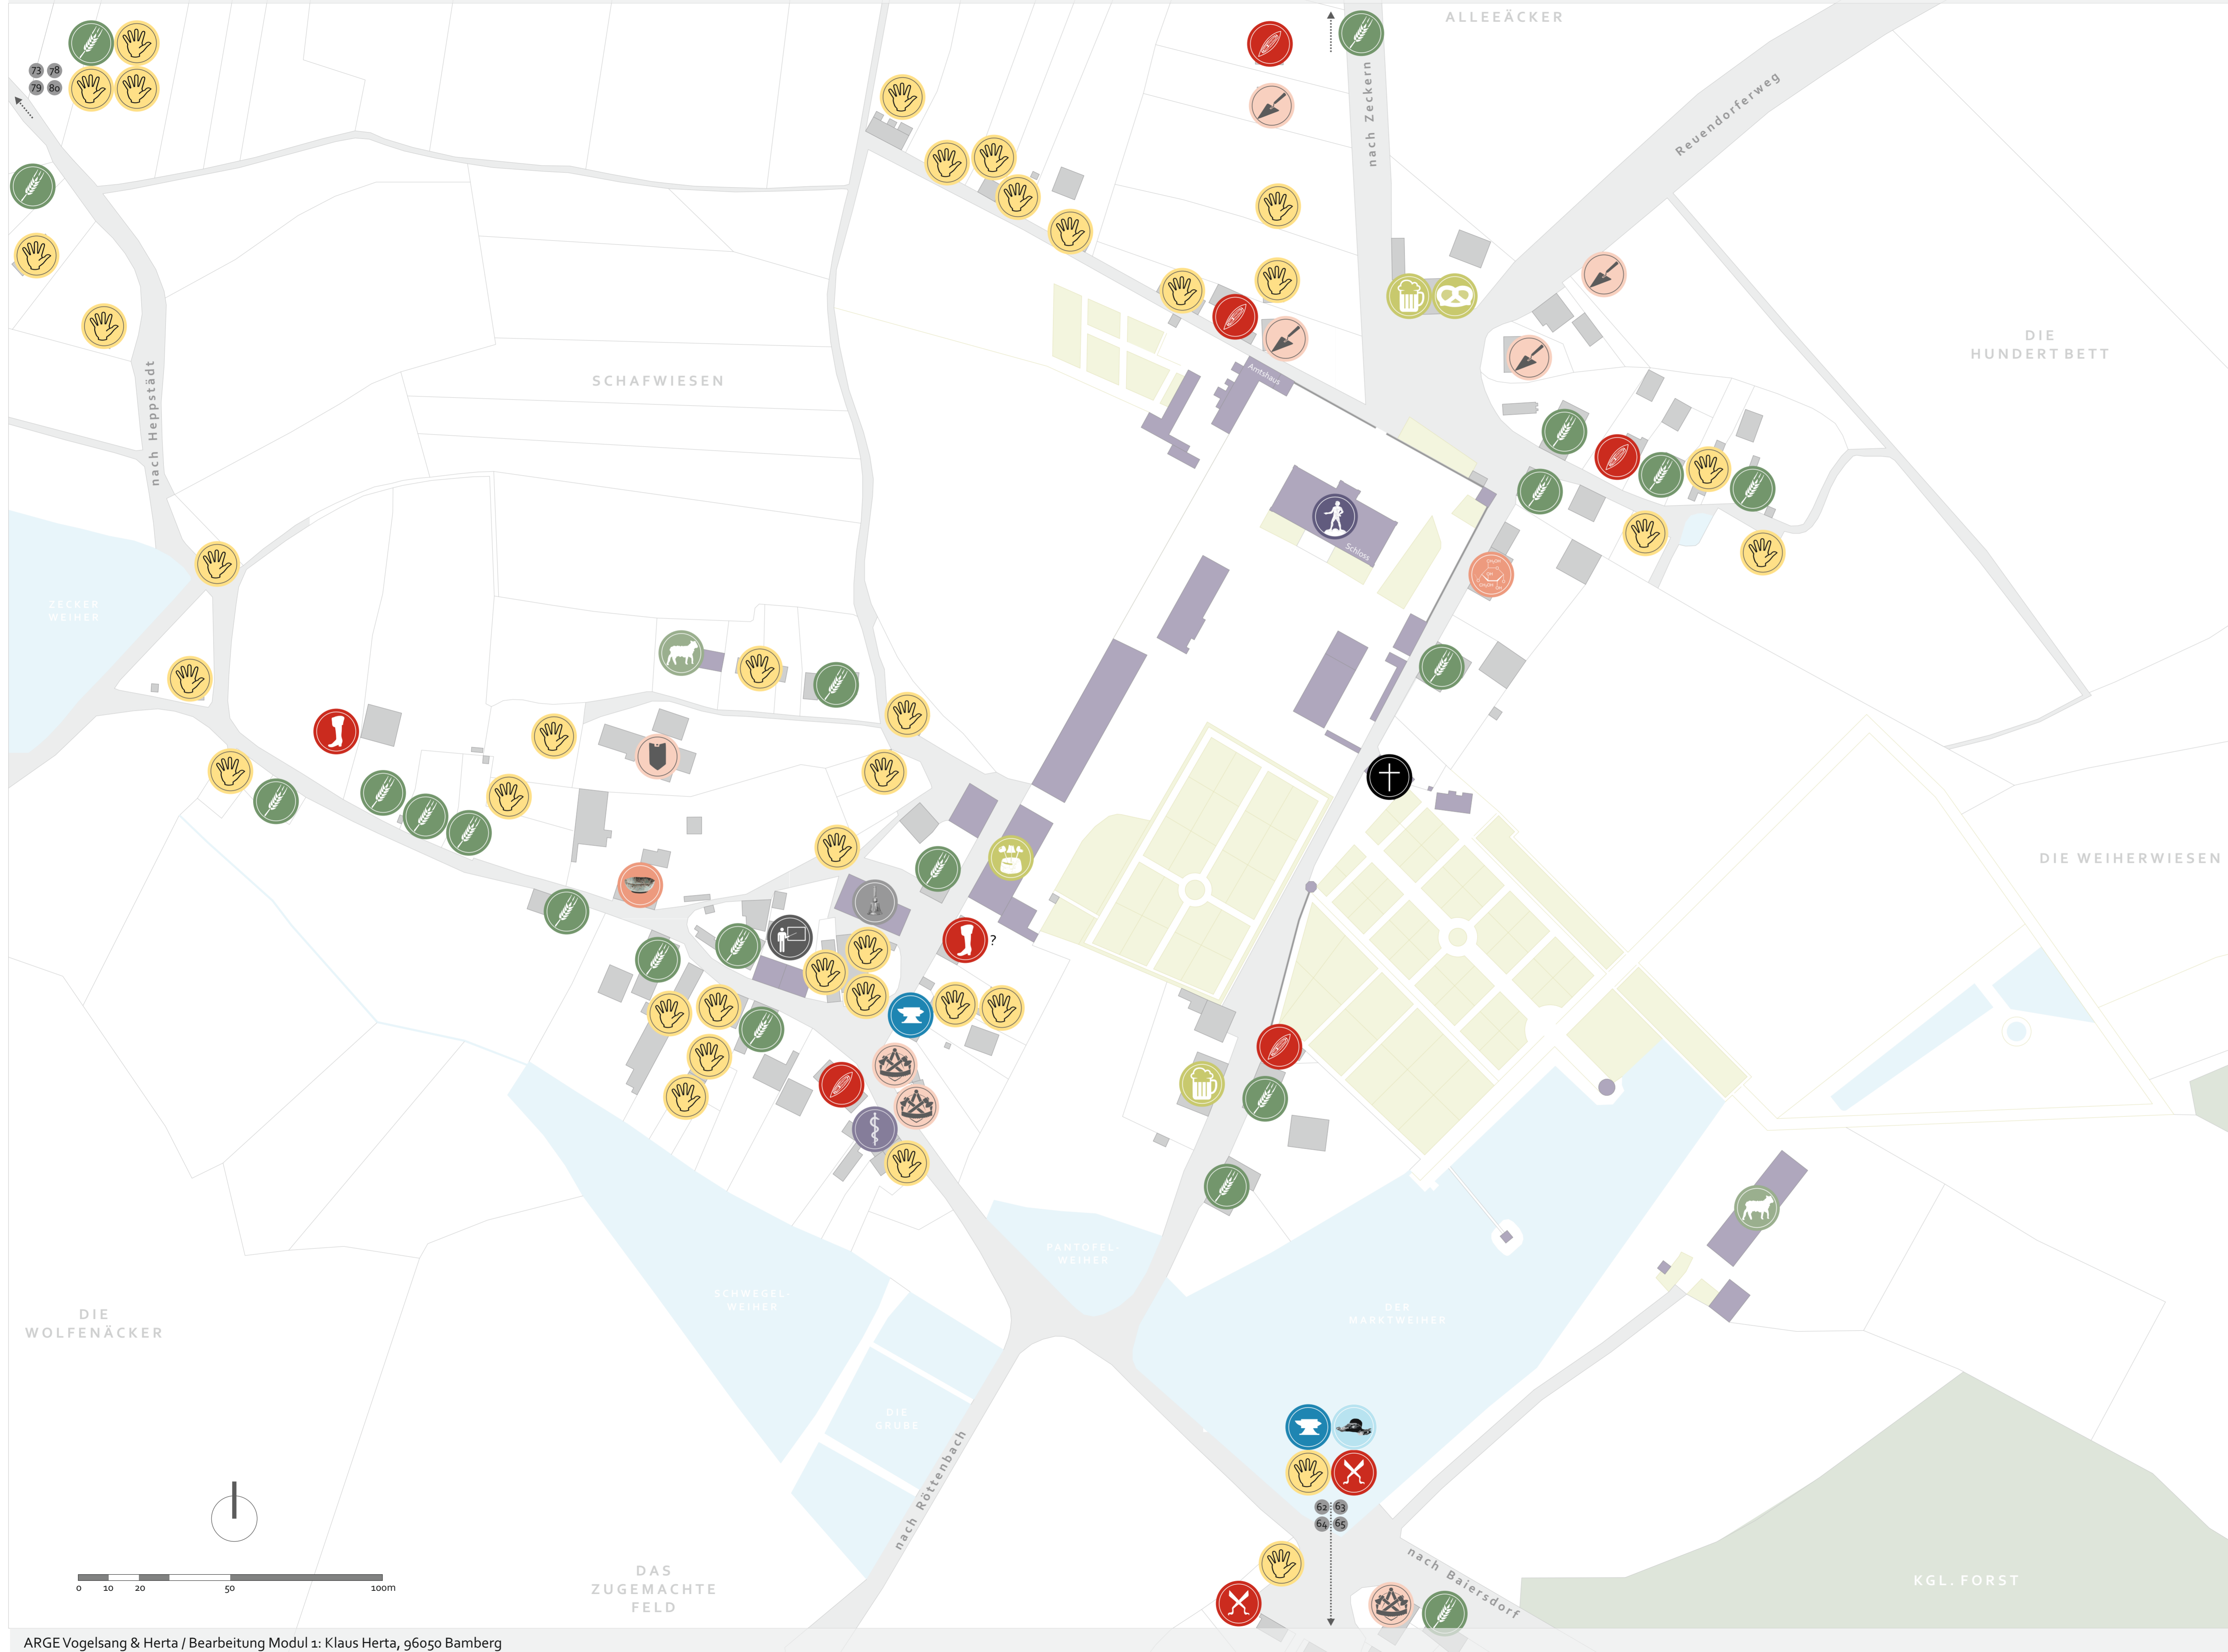 ALLEEÄCKER
73 78
79 80
nach Zeckern
Reuendorferweg
DIE
HUNDERT BETT
SCHAFWIESEN
Amtshaus
nach Heppstädt
Schloss
ZECKER
WEIHER
DIE WEIHERWIESEN
?
PANTOFEL-
WEIHER
SCHWEGEL-
WEIHER
DER
MARKTWEIHER
DIE
WOLFENÄCKER
DIE
GRUBE
nach Röttenbach
62 63
64 65
nach Baiersdorf
DAS
ZUGEMACHTE
FELD
KGL. FORST
0 10 20 50 100m
ARGE Vogelsang & Herta / Bearbeitung Modul 1: Klaus Herta, 96050 Bamberg